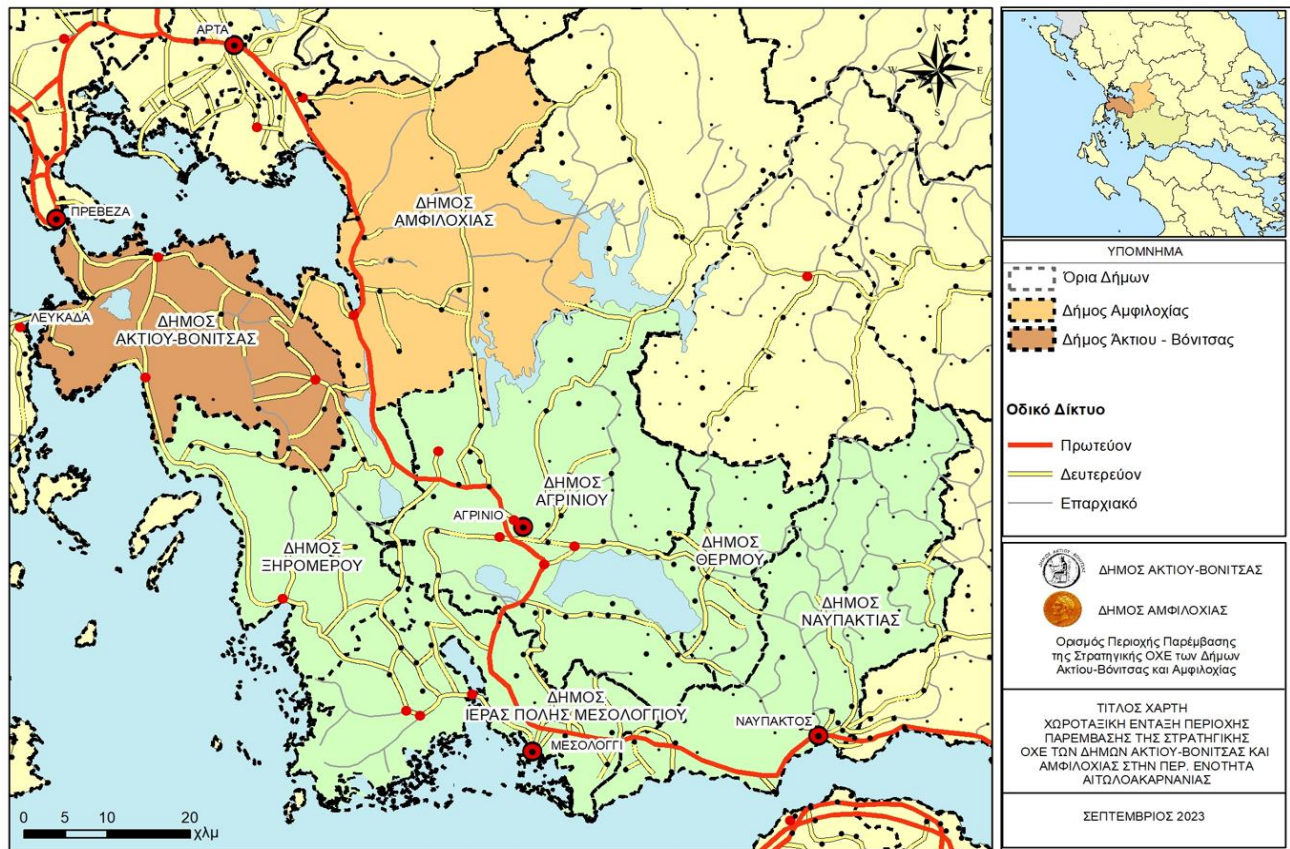 ΑΡΤΑ
N
W
E
S
ΠΡΕΒΕΖΑ
ΔΗΜΟΣ
ΑΜΦΙΛΟΧΙΑΣ
ΛΕΥΚΑΔΑ
ΔΗΜΟΣ
ΑΚΤΙΟΥ-ΒΟΝΙΤΣΑΣ
ΔΗΜΟΣ
ΑΓΡΙΝΙΟΥ
ΑΓΡΙΝΙΟ
ΔΗΜΟΣ
ΞΗΡΟΜΕΡΟΥ
ΔΗΜΟΣ
ΘΕΡΜΟΥ
ΔΗΜΟΣ
ΝΑΥΠΑΚΤΙΑΣ
ΔΗΜΟΣ
ΙΕΡΑΣ ΠΟΛΗΣ ΜΕΣΟΛΟΓΓΙΟΥ
ΝΑΥΠΑΚΤΟΣ
ΜΕΣΟΛΟΓΓΙ
0 5 10 20
χλμ
ΥΠΟΜΝΗΜΑ
Όρια Δήμων
Δήμος Αμφιλοχίας
Δήμος Άκτιου - Βόνιτσας
Οδικό Δίκτυο
Πρωτεύον
Δευτερεύον
Επαρχιακό
ΔΗΜΟΣ ΑΚΤΙΟΥ-ΒΟΝΙΤΣΑΣ
ΔΗΜΟΣ ΑΜΦΙΛΟΧΙΑΣ
Ορισμός Περιοχής Παρέμβασης
της Στρατηγικής ΟΧΕ των Δήμων
Ακτίου-Βόνιτσας και Αμφιλοχίας
ΤΙΤΛΟΣ ΧΑΡΤΗ
ΧΩΡΟΤΑΞΙΚΗ ΕΝΤΑΞΗ ΠΕΡΙΟΧΗΣ
ΠΑΡΕΜΒΑΣΗΣ ΤΗΣ ΣΤΡΑΤΗΓΙΚΗΣ
ΟΧΕ ΤΩΝ ΔΗΜΩΝ ΑΚΤΙΟΥ-ΒΟΝΙΤΣΑΣ ΚΑΙ
ΑΜΦΙΛΟΧΙΑΣ ΣΤΗΝ ΠΕΡ. ΕΝΟΤΗΤΑ
ΑΙΤΩΛΟΑΚΑΡΝΑΝΙΑΣ
ΣΕΠΤΕΜΒΡΙΟΣ 2023